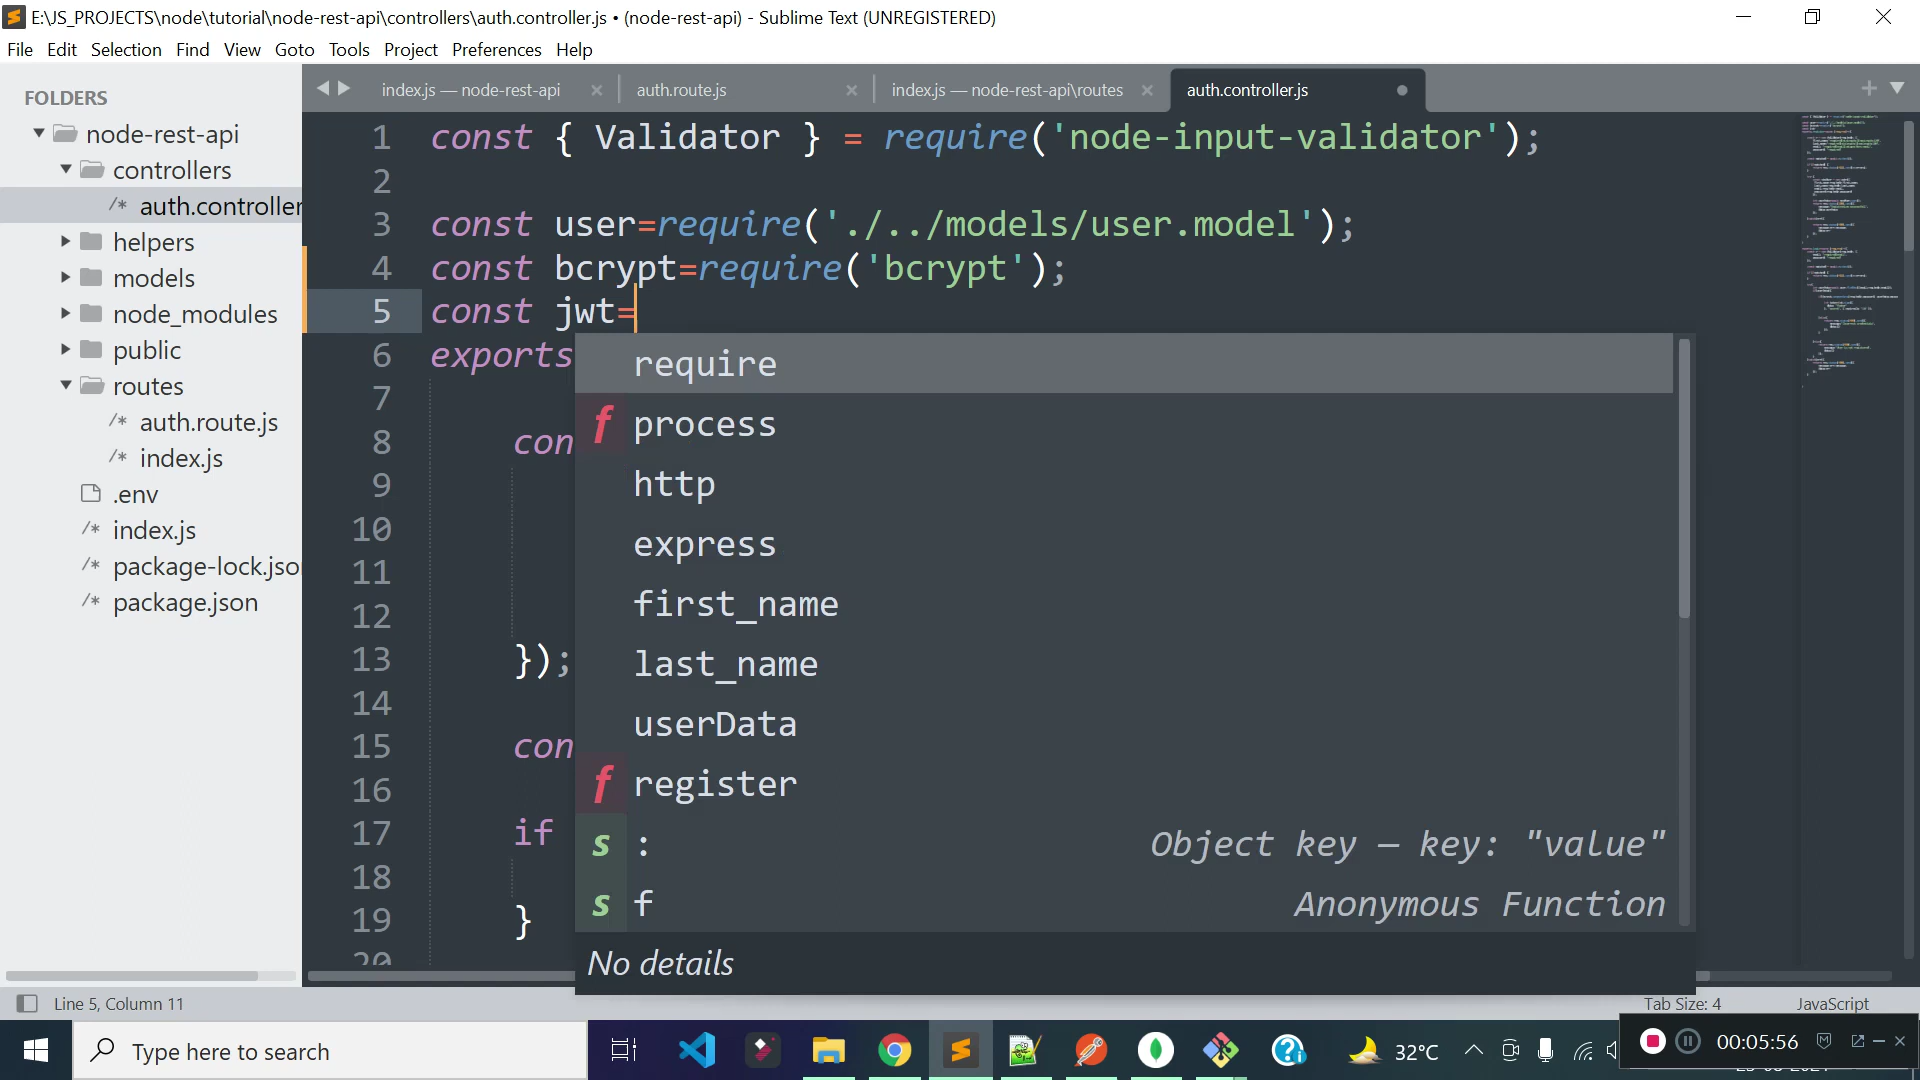 E:\JS_PROJECTS\node\tutorial\node-rest-api\controllers\auth.controller.js • (node-rest-api) - Sublime Text (UNREGISTERED)
File Edit Selection Find View Goto Tools Project Preferences Help
FOLDERS
node-rest-api
controllers
/* auth.controller
helpers
models
node_modules
public
routes
/* auth.route.js
/* index.js
.env
/* index.js
/* package-lock.jso
/* package.json
index.js — node-rest-api
auth.route.js
index.js — node-rest-api\routes
auth.controller.js
1 const { Validator } = require('node-input-validator');
2
3 const user=require('./../models/user.model');
4 const bcrypt=require('bcrypt');
5 const jwt=
6 exports
7
8 con
9
10
11
12
13 });
14
15 con
16
17 if
18
19 }
20
require
f process
http
express
first_name
last_name
userData
f register
s : Object key — key: "value"
s f Anonymous Function
No details
Line 5, Column 11
Tab Size: 4
JavaScript
Type here to search
32°C
00:05:56